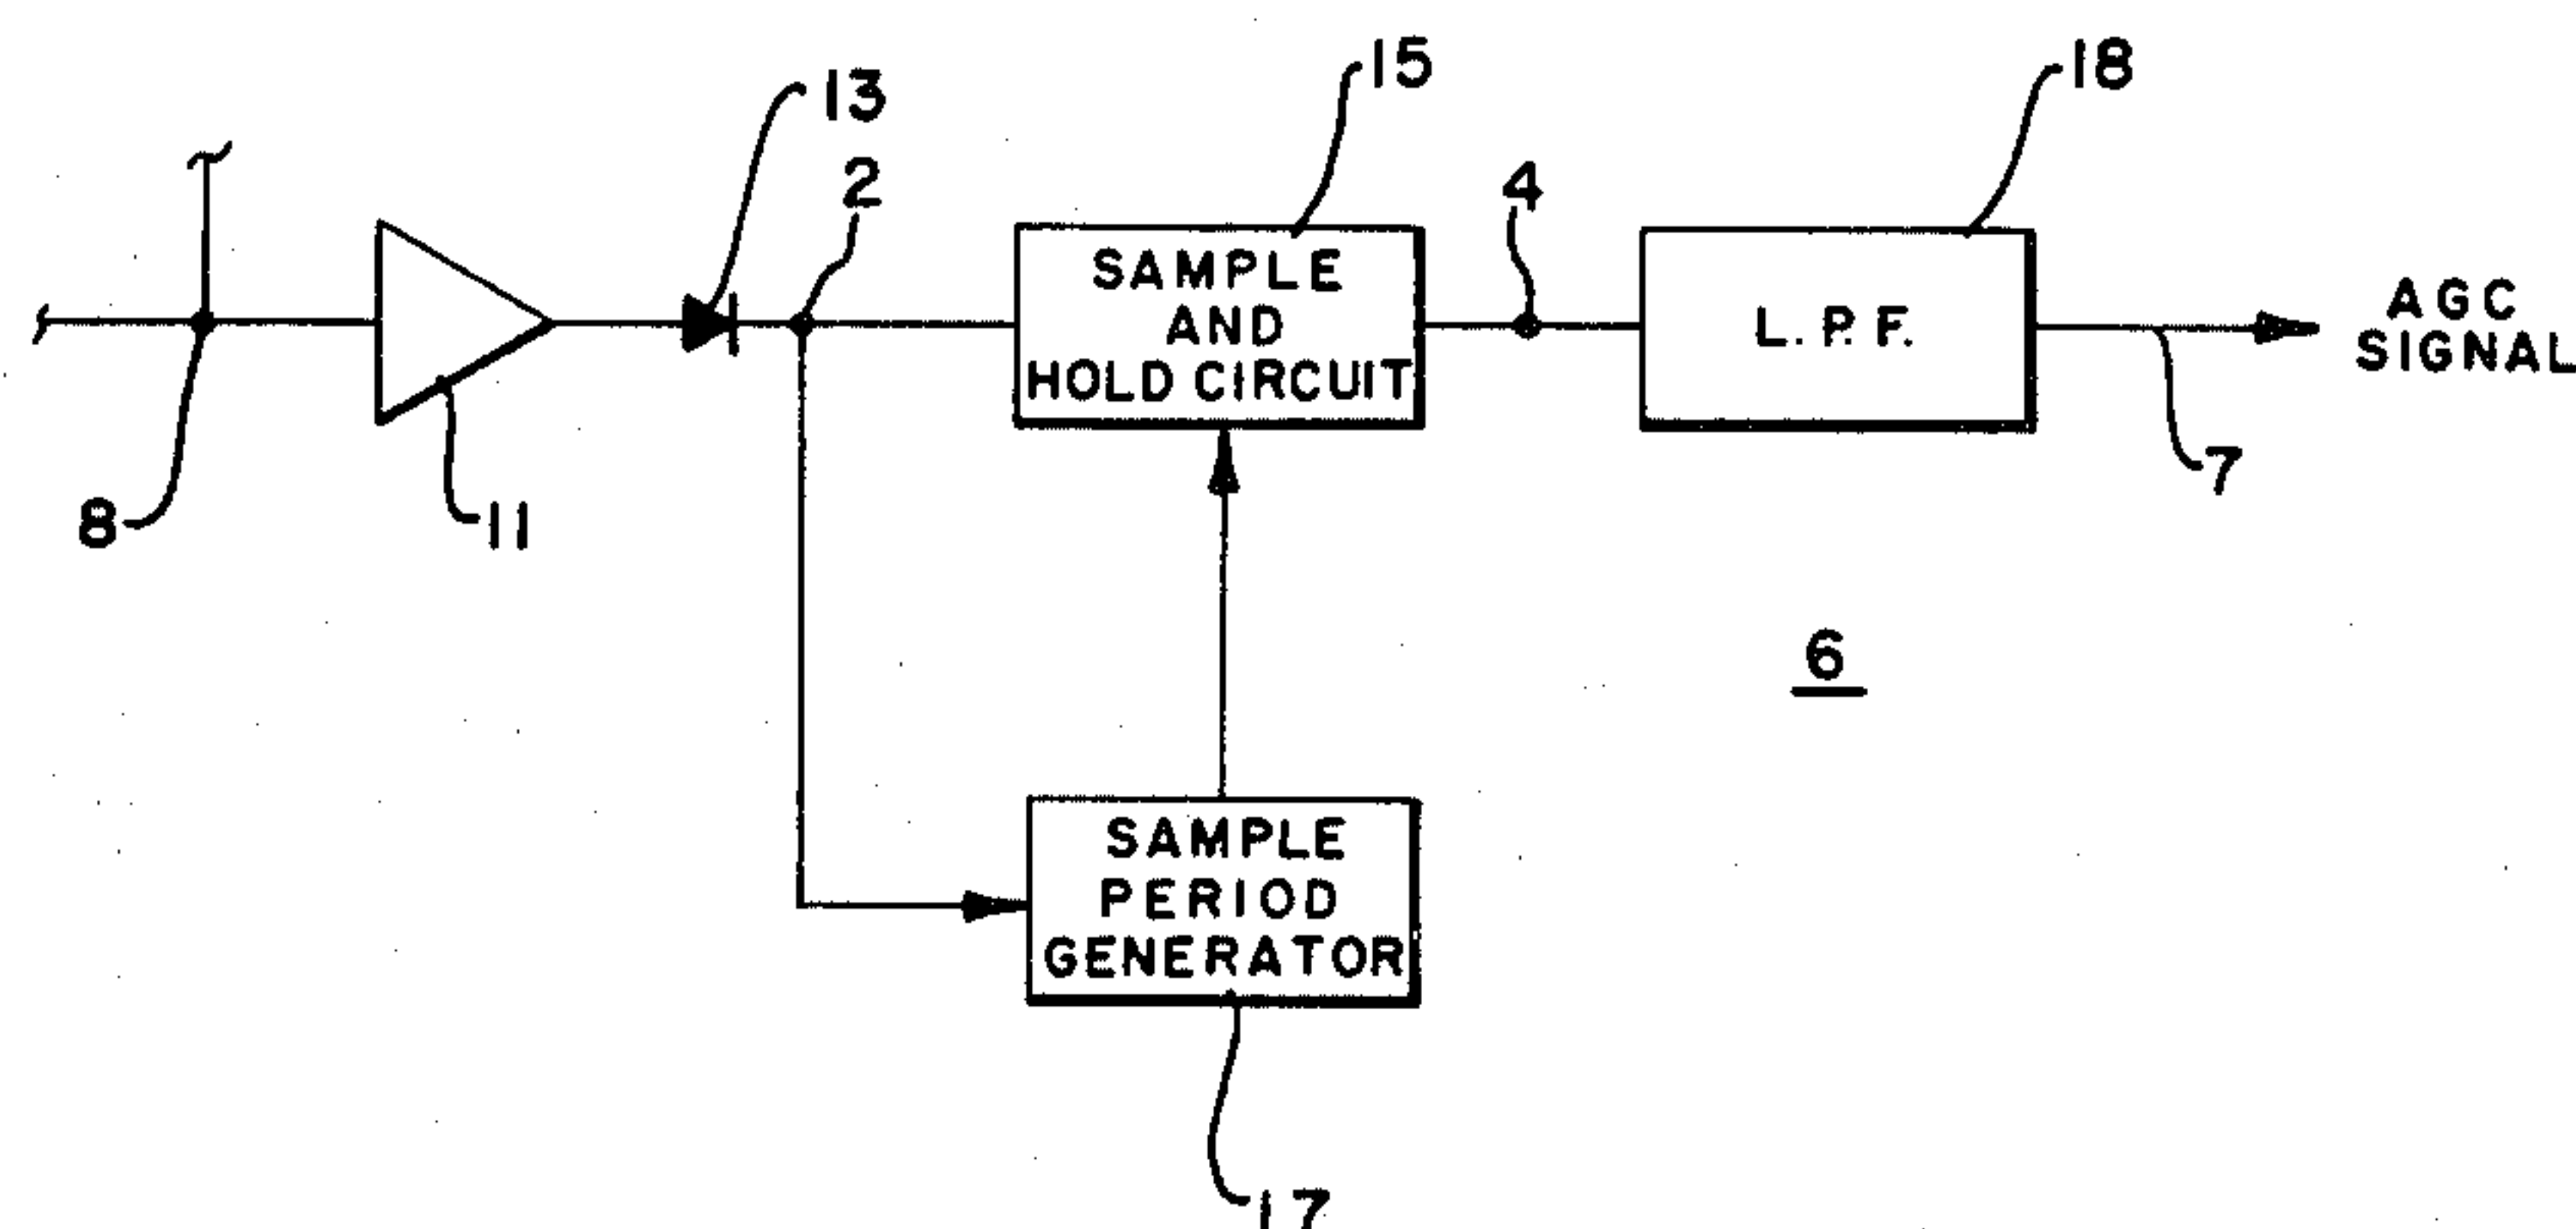 13
15
18
2
4
SAMPLE
AND
HOLD CIRCUIT
L.P.F.
AGC
SIGNAL
8
11
7
6
SAMPLE
PERIOD
GENERATOR
17